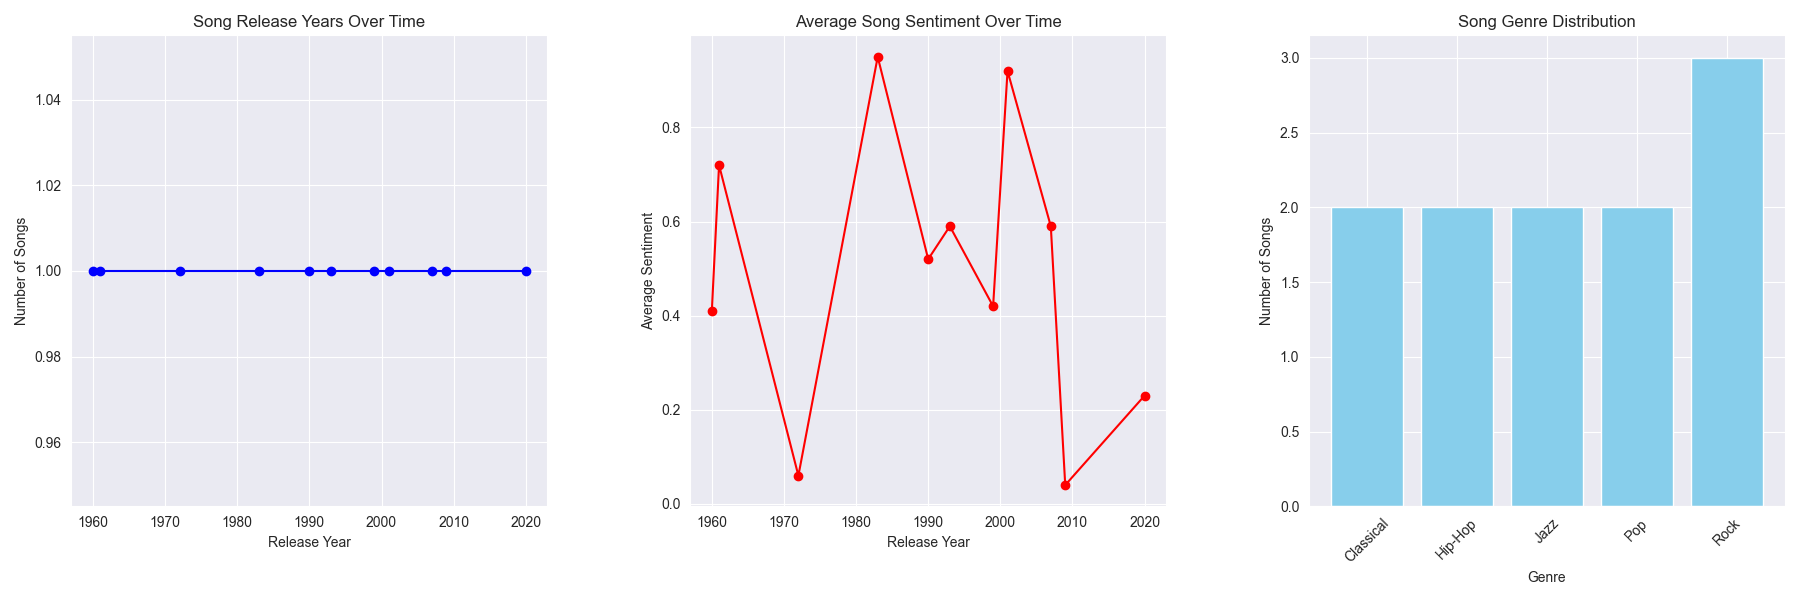 Song Release Years Over Time
Number of Songs
1.04
1.02
1.00
0.98
0.96
1960 1970 1980 1990 2000 2010 2020
Release Year
Average Song Sentiment Over Time
Average Sentiment
0.8
0.6
0.4
0.2
0.0
1960 1970 1980 1990 2000 2010 2020
Release Year
Song Genre Distribution
Number of Songs
3.0
2.5
2.0
1.5
1.0
0.5
0.0
Classical Hip-Hop Jazz Pop Rock
Genre